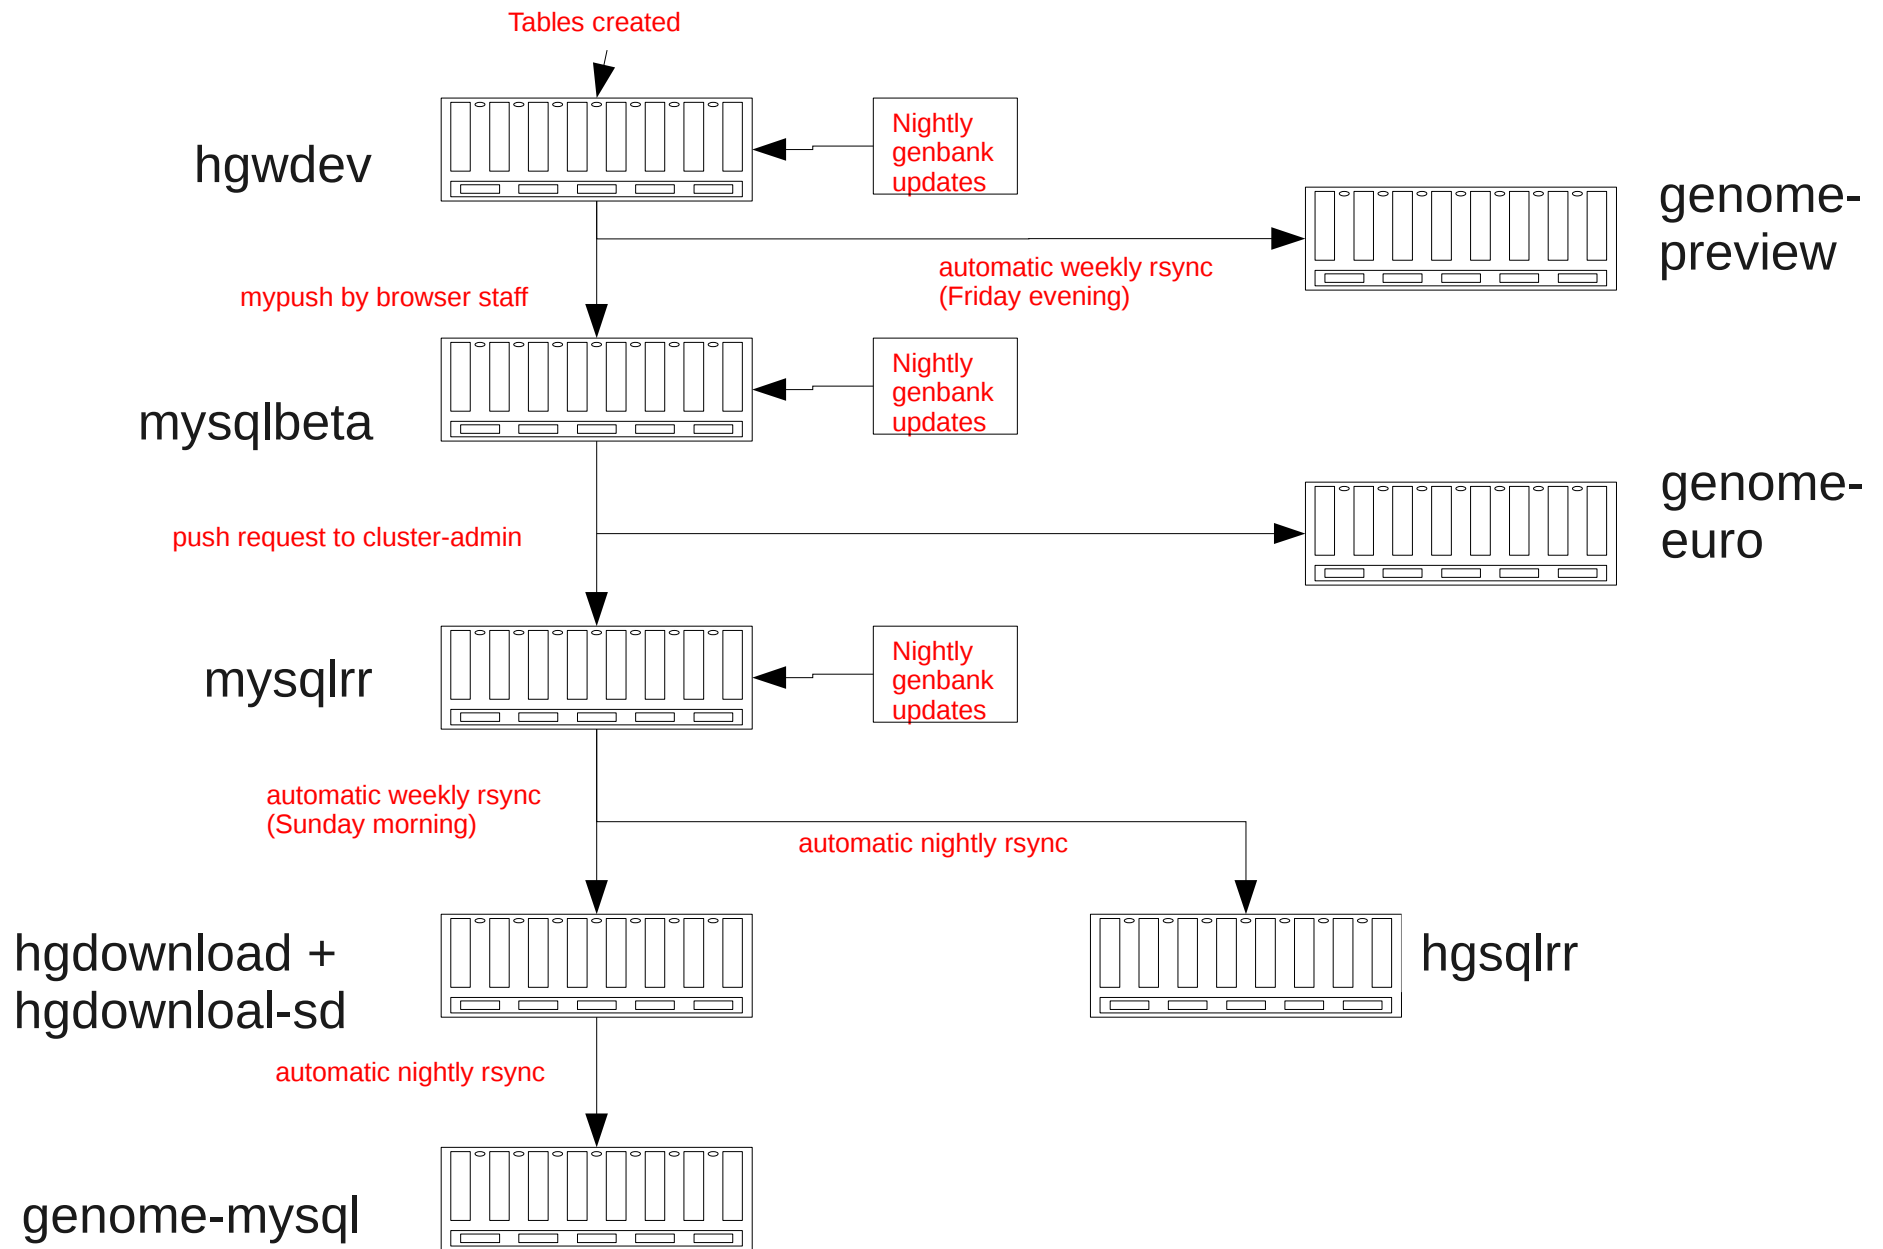 Tables created
hgwdev
Nightly
genbank
updates
genome-
preview
automatic weekly rsync
(Friday evening)
mypush by browser staff
mysqlbeta
Nightly
genbank
updates
genome-
euro
push request to cluster-admin
mysqlrr
Nightly
genbank
updates
automatic weekly rsync
(Sunday morning)
automatic nightly rsync
hgdownload +
hgdownloal-sd
hgsqlrr
automatic nightly rsync
genome-mysql